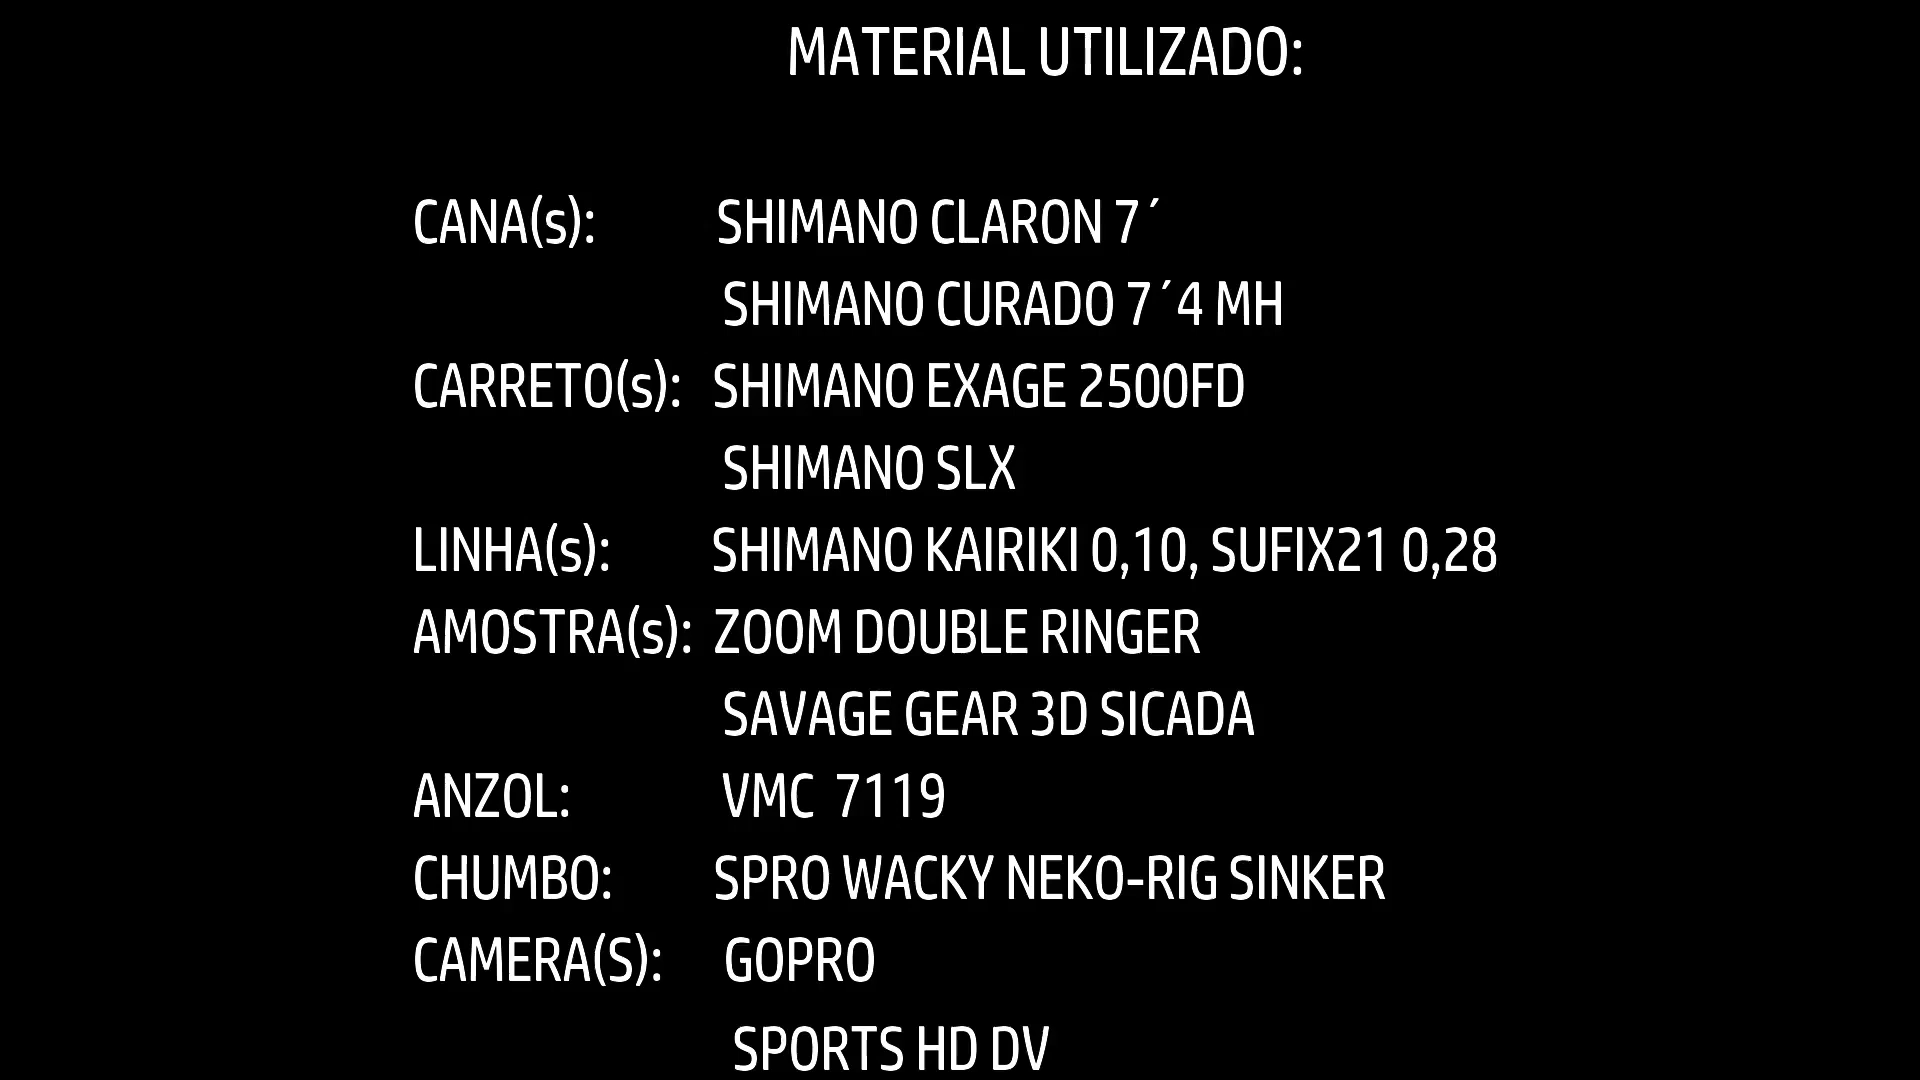 MATERIAL UTILIZADO:
CANA(s): SHIMANO CLARON 7´
SHIMANO CURADO 7´4 MH
CARRETO(s): SHIMANO EXAGE 2500FD
SHIMANO SLX
LINHA(s): SHIMANO KAIRIKI 0,10, SUFIX21 0,28
AMOSTRA(s): ZOOM DOUBLE RINGER
SAVAGE GEAR 3D SICADA
ANZOL: VMC 7119
CHUMBO: SPRO WACKY NEKO-RIG SINKER
CAMERA(S): GOPRO
SPORTS HD DV